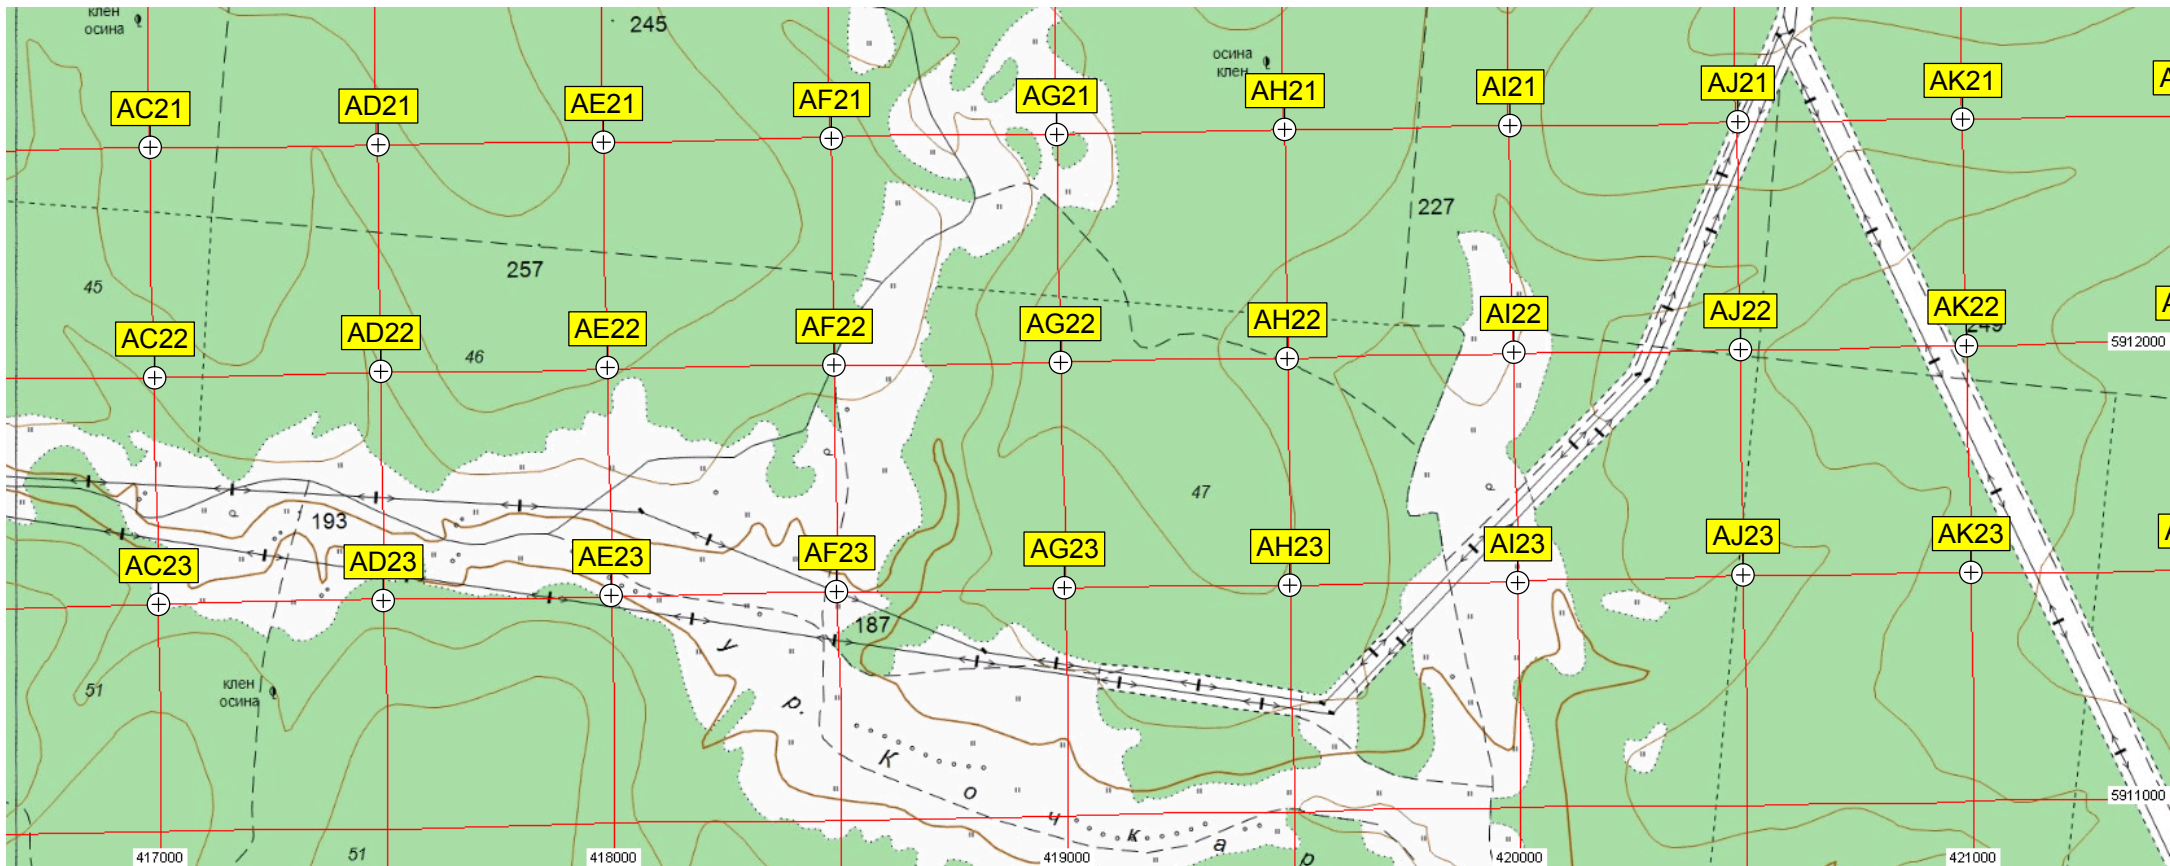 клен
осина
245
осина
клен
AC21
AD21
AE21
AF21
AG21
AH21
AI21
AJ21
AK21
227
257
45
46
AC22
AD22
AE22
AF22
AG22
AH22
AI22
AJ22
AK22
249
5912000
47
193
AC23
AD23
AE23
AF23
AG23
AH23
AI23
AJ23
AK23
187
51
клен
осина
у
р.
К
о
ч
к
а
р
5911000
51
417000
418000
419000
420000
421000